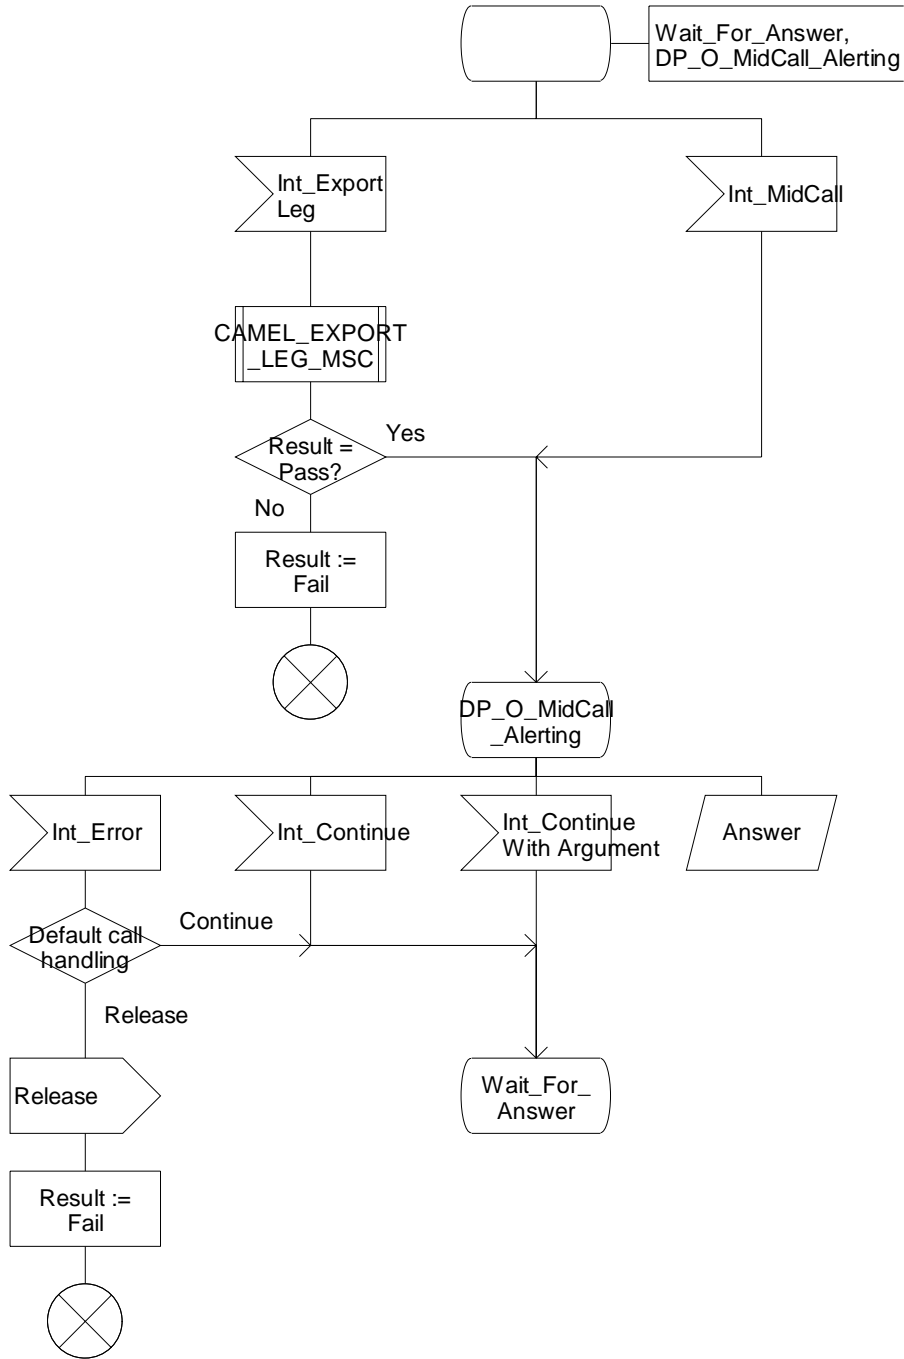 Wait_For_Answer,
DP_O_MidCall_Alerting
Int_Export
Leg
Int_MidCall
CAMEL_EXPORT
_LEG_MSC
Result =
Pass?
Yes
No
Result :=
Fail
DP_O_MidCall
_Alerting
Int_Error
Int_Continue
Int_Continue
With Argument
Answer
Default call
handling
Continue
Release
Release
Wait_For_
Answer
Result :=
Fail